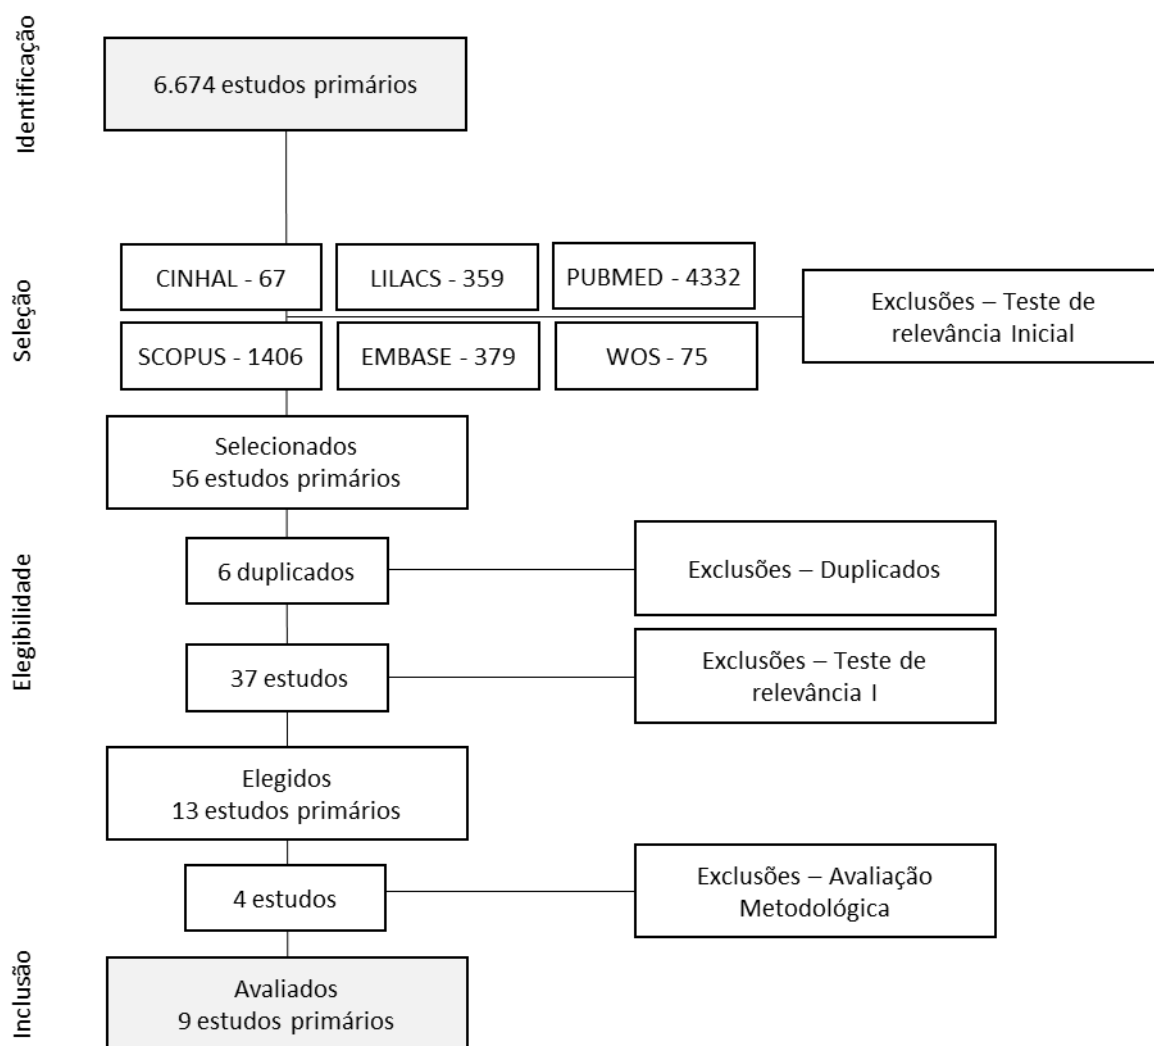 Identificação
6.674 estudos primários
Seleção
CINHAL - 67
LILACS - 359
PUBMED - 4332
SCOPUS - 1406
EMBASE - 379
WOS - 75
Exclusões – Teste de
relevância Inicial
Selecionados
56 estudos primários
Elegibilidade
6 duplicados
Exclusões – Duplicados
37 estudos
Exclusões – Teste de
relevância I
Elegidos
13 estudos primários
4 estudos
Exclusões – Avaliação
Metodológica
Inclusão
Avaliados
9 estudos primários